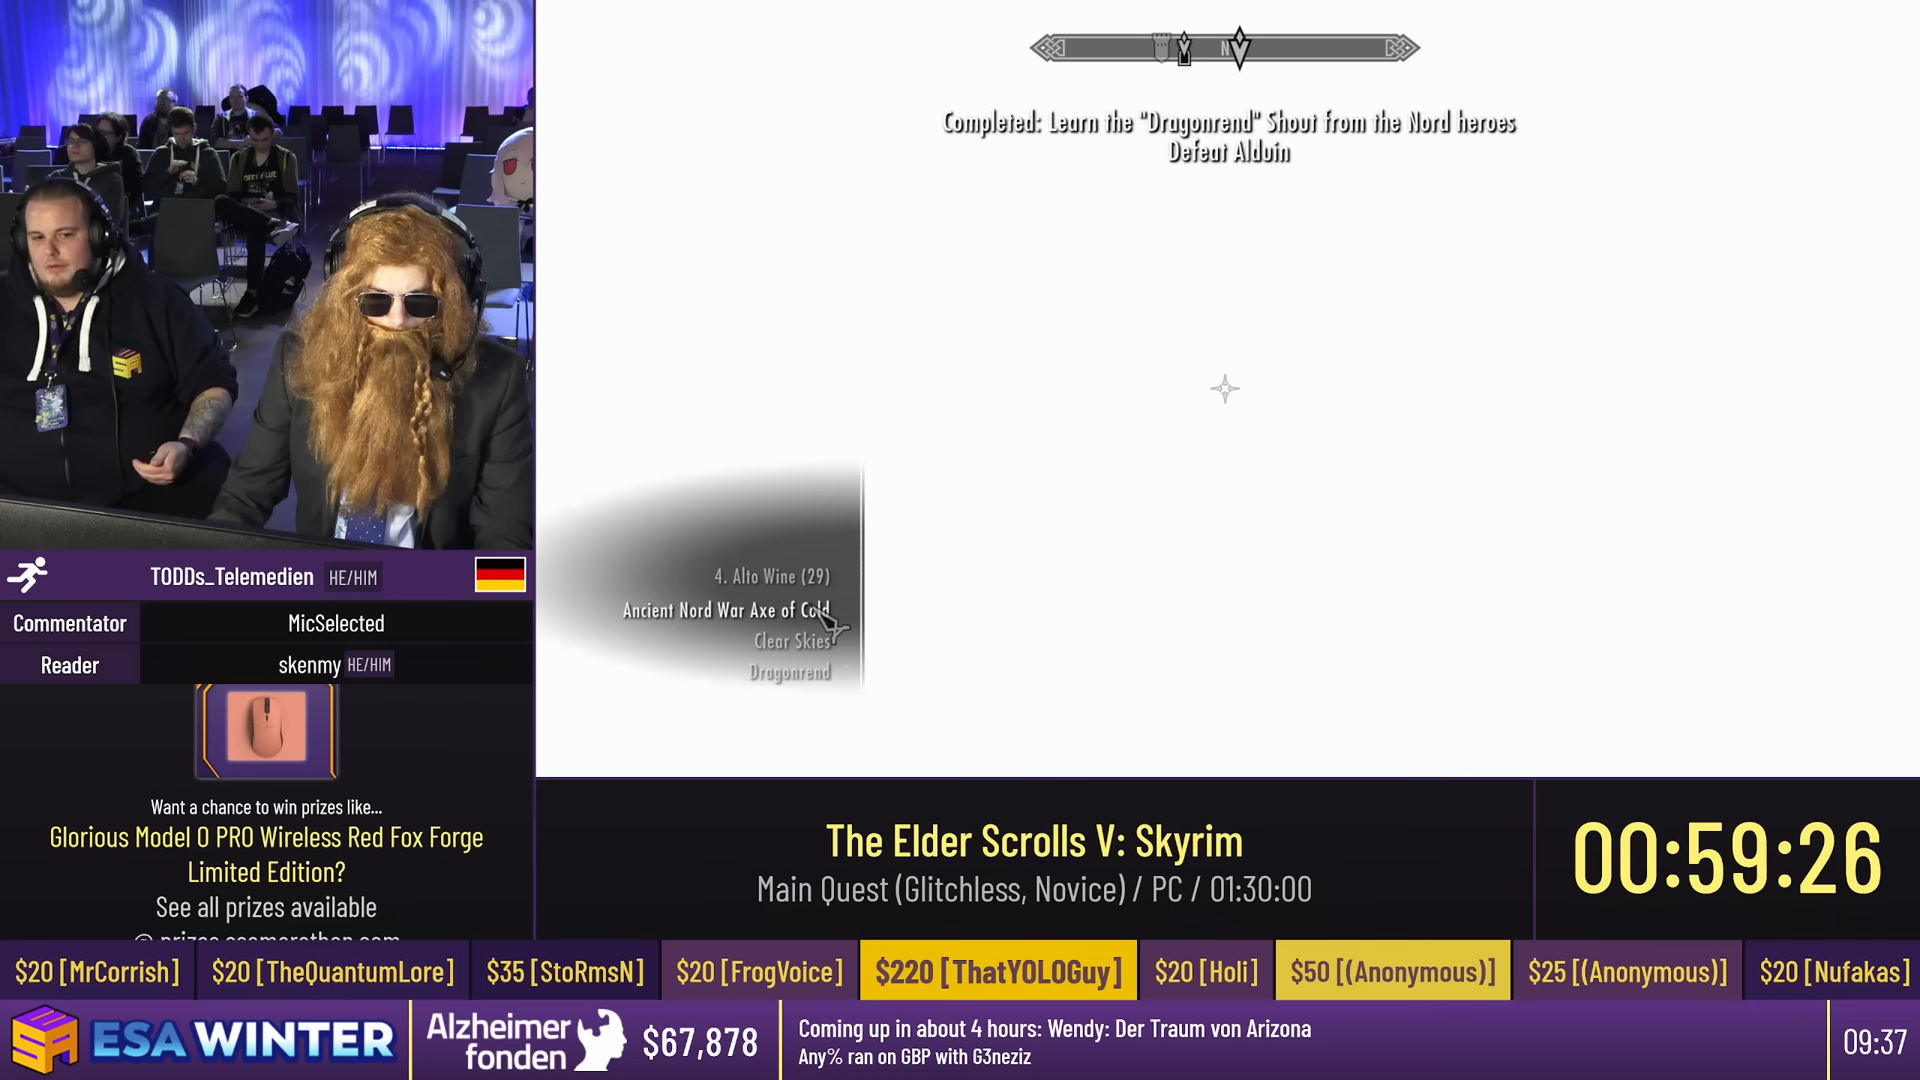 N
Completed: Learn the "Dragonrend" Shout from the Nord heroes
Defeat Alduin
4. Alto Wine (29)
Ancient Nord War Axe of Cold
Clear Skies
Dragonrend
TODDs_Telemedien HE/HIM
Commentator MicSelected
Reader skenmy HE/HIM
Want a chance to win prizes like...
Glorious Model O PRO Wireless Red Fox Forge
Limited Edition?
See all prizes available
@ prizes.esamarathon.com
The Elder Scrolls V: Skyrim
Main Quest (Glitchless, Novice) / PC / 01:30:00
00:59:26
$20 [MrCorrish] $20 [TheQuantumLore] $35 [StoRmsN] $20 [FrogVoice] $220 [ThatYOLOGuy] $20 [Holi] $50 [(Anonymous)] $25 [(Anonymous)] $20 [Nufakas]
ESA WINTER
Alzheimer
fonden
$67,878
Coming up in about 4 hours: Wendy: Der Traum von Arizona
Any% ran on GBP with G3neziz
09:37